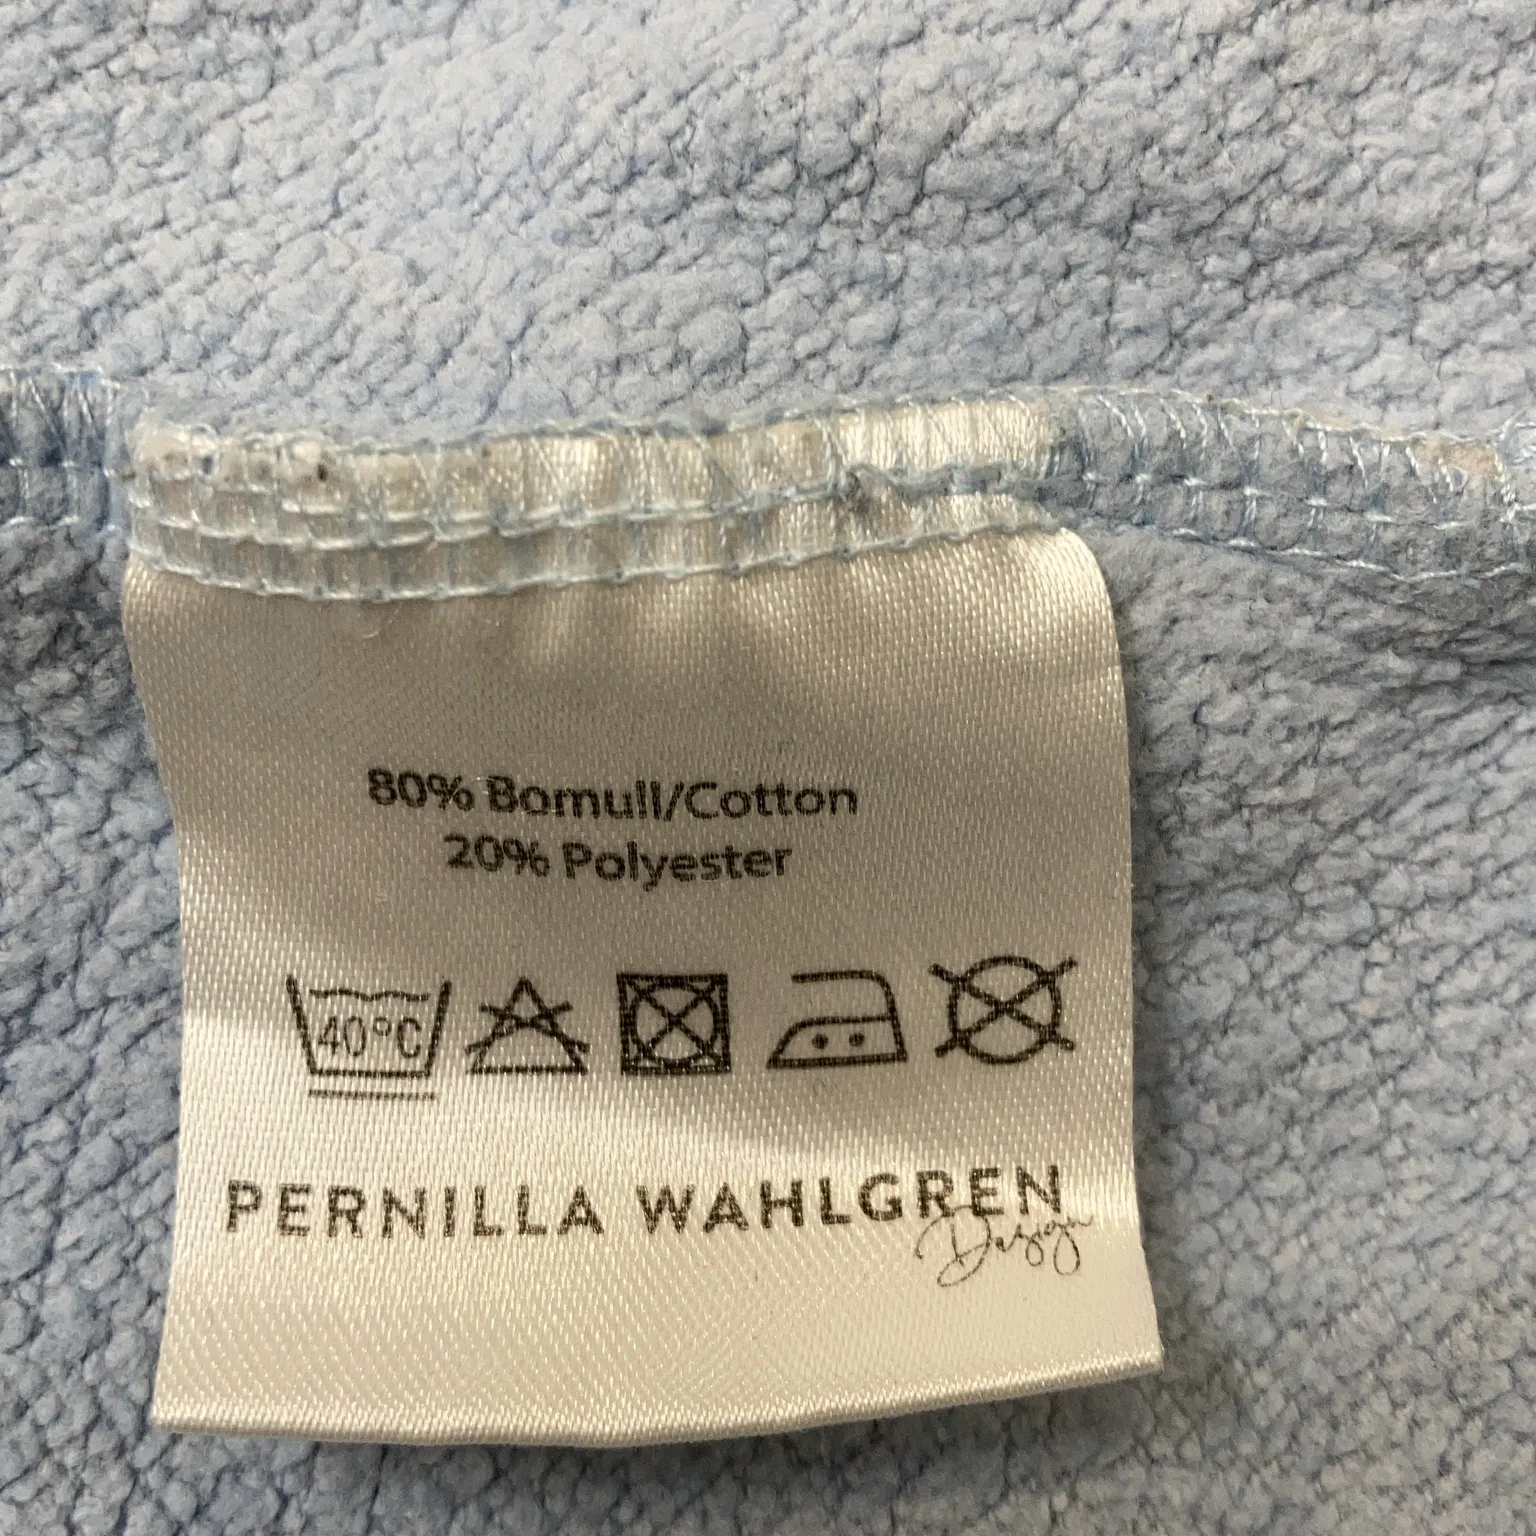 80% Bomull/Cotton
20% Polyester
40°C
PERNILLA WAHLGREN
Design